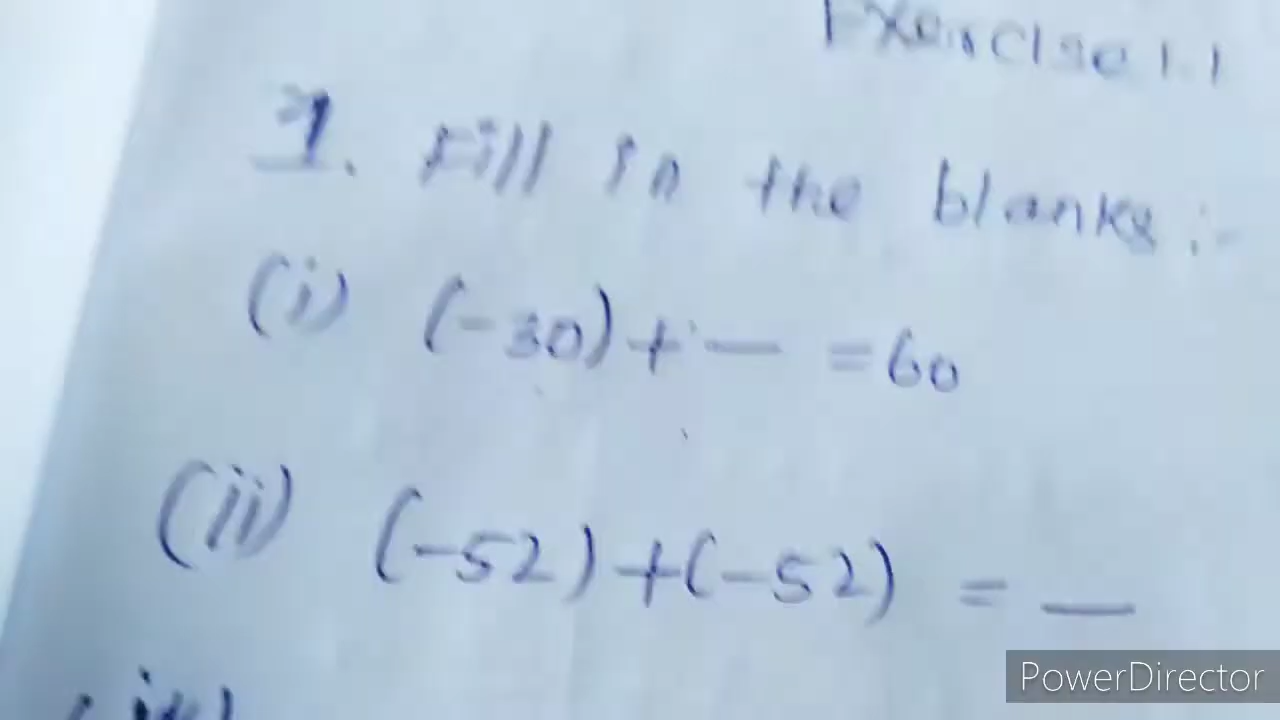 Exercise 1.1
1. Fill in the blanks :-
(i) (-30) + — = 60
(ii) (-52) + (-52) = —
PowerDirector